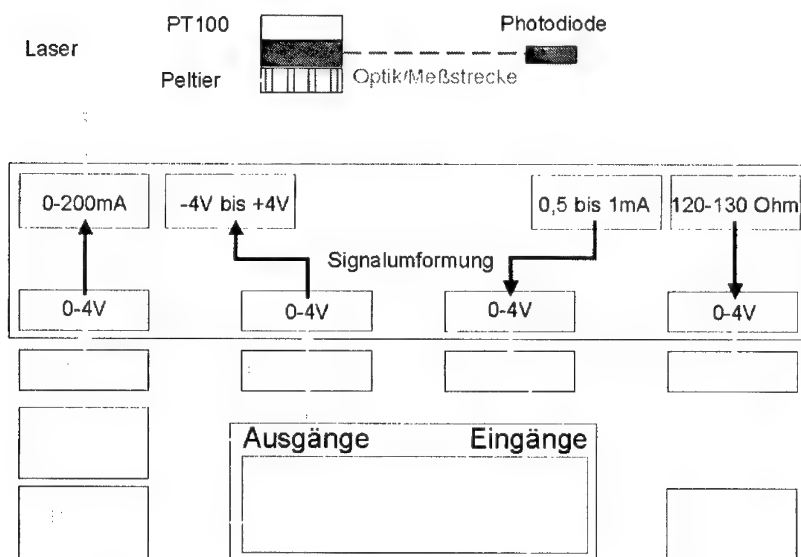 PT100
Photodiode
Laser
Peltier
Optik/Meßstrecke
0-200mA
-4V bis +4V
0,5 bis 1mA
120-130 Ohm
Signalumformung
0-4V
0-4V
0-4V
0-4V
Ausgänge
Eingänge